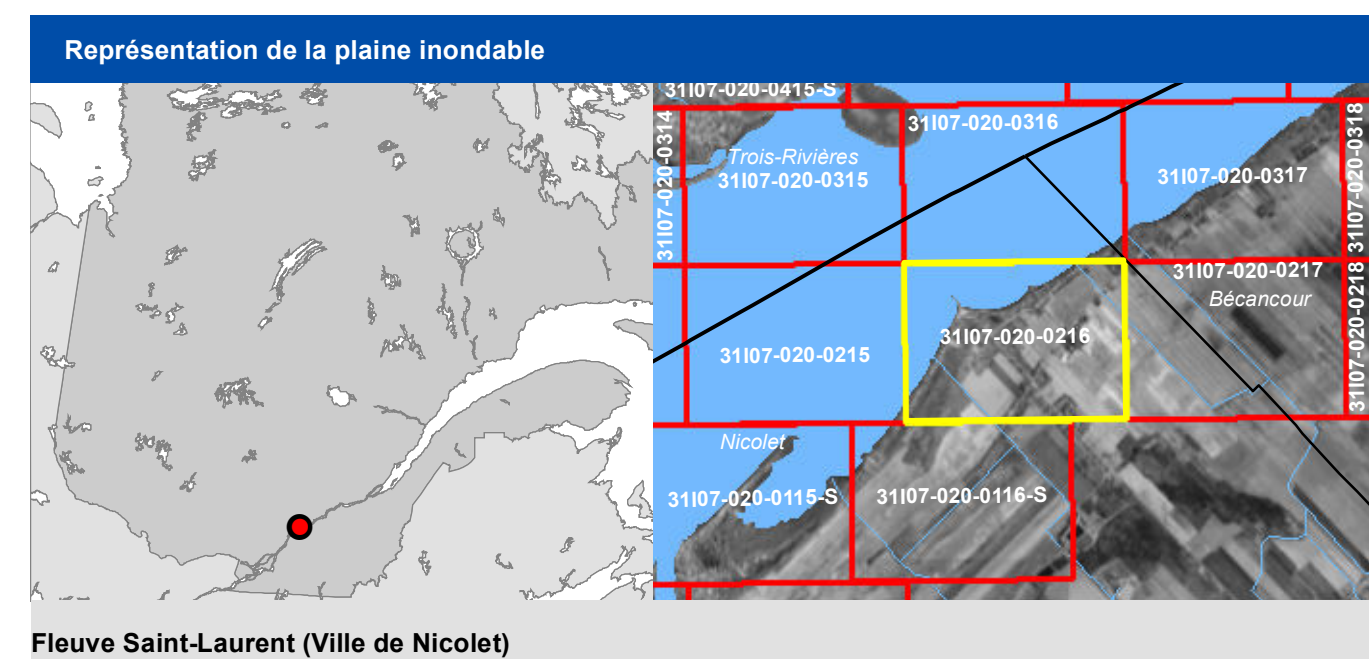 Représentation de la plaine inondable
31I07-020-0415-S
31I07-020-0314
31I07-020-0316
31I07-020-0318
Trois-Rivières
31I07-020-0315
31I07-020-0317
31I07-020-0217
Bécancour
31I07-020-0218
31I07-020-0215
31I07-020-0216
Nicolet
31I07-020-0115-S
31I07-020-0116-S
Fleuve Saint-Laurent (Ville de Nicolet)